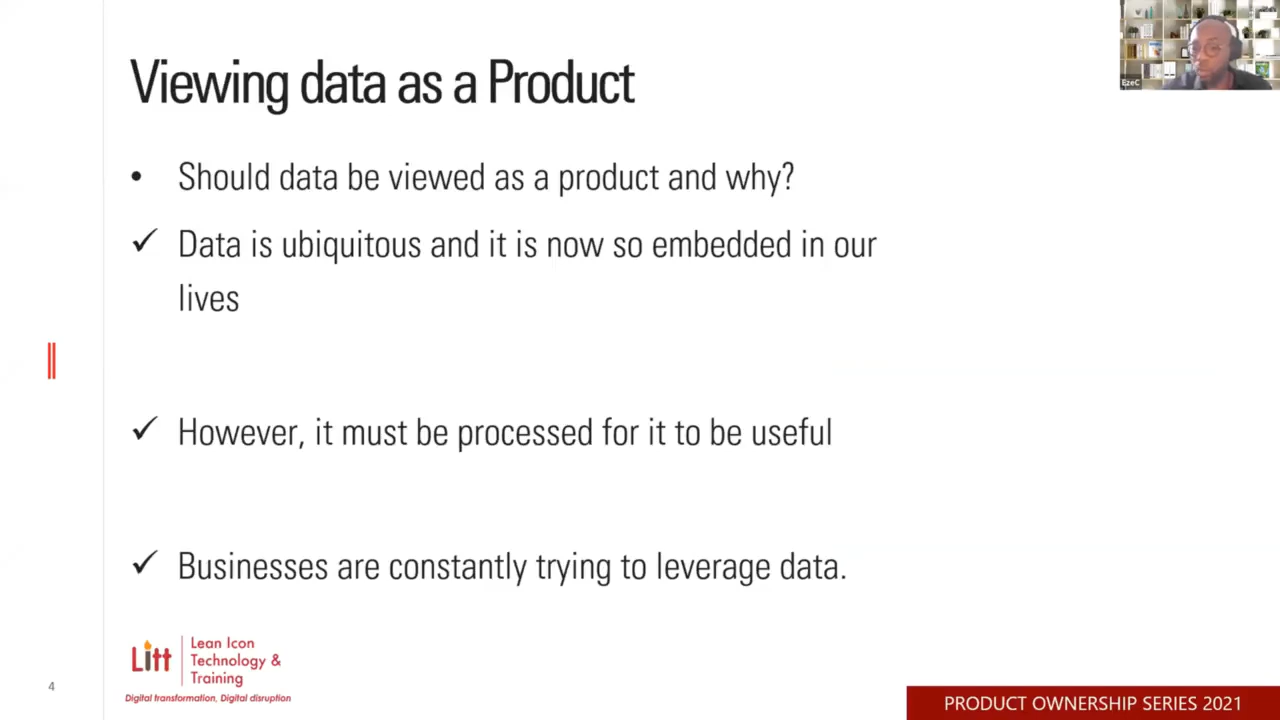 Viewing data as a Product
• Should data be viewed as a product and why?
✓ Data is ubiquitous and it is now so embedded in our
lives
✓ However, it must be processed for it to be useful
✓ Businesses are constantly trying to leverage data.
Litt
Lean Icon
Technology &
Training
Digital transformation, Digital disruption
4
PRODUCT OWNERSHIP SERIES 2021
EzeC